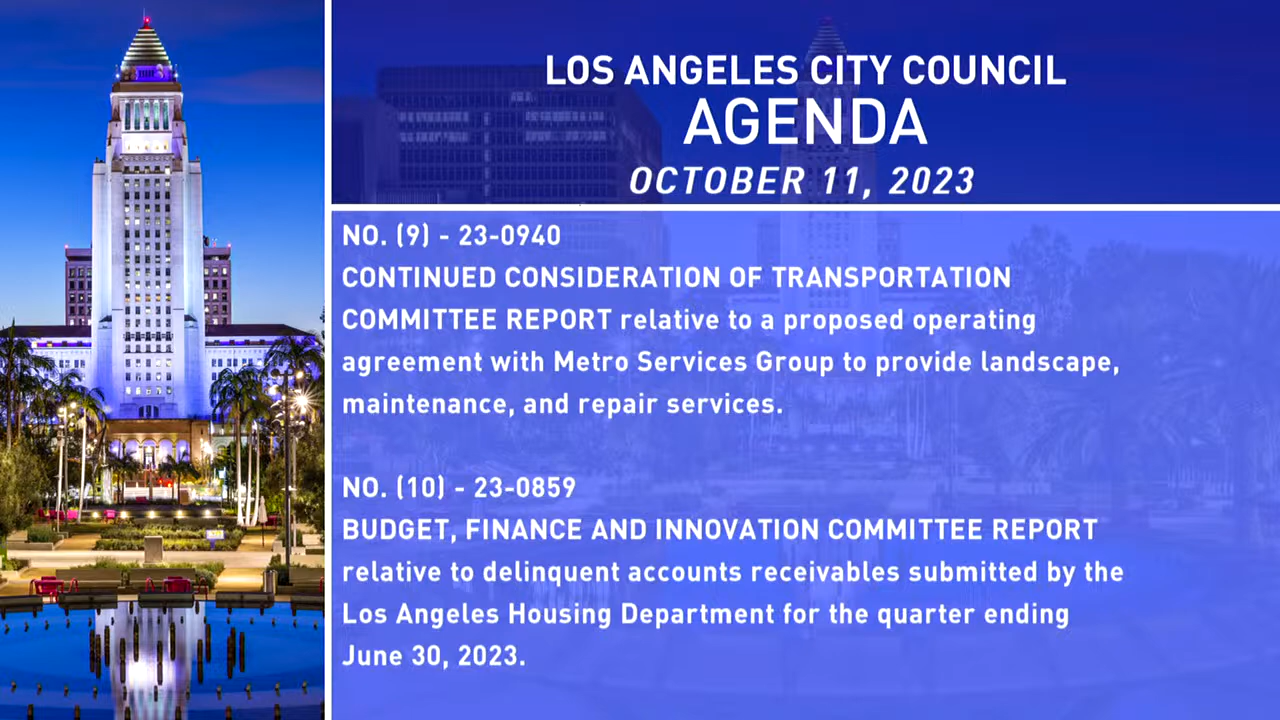 LOS ANGELES CITY COUNCIL
AGENDA
OCTOBER 11, 2023
NO. (9) - 23-0940
CONTINUED CONSIDERATION OF TRANSPORTATION
COMMITTEE REPORT relative to a proposed operating
agreement with Metro Services Group to provide landscape,
maintenance, and repair services.
NO. (10) - 23-0859
BUDGET, FINANCE AND INNOVATION COMMITTEE REPORT
relative to delinquent accounts receivables submitted by the
Los Angeles Housing Department for the quarter ending
June 30, 2023.